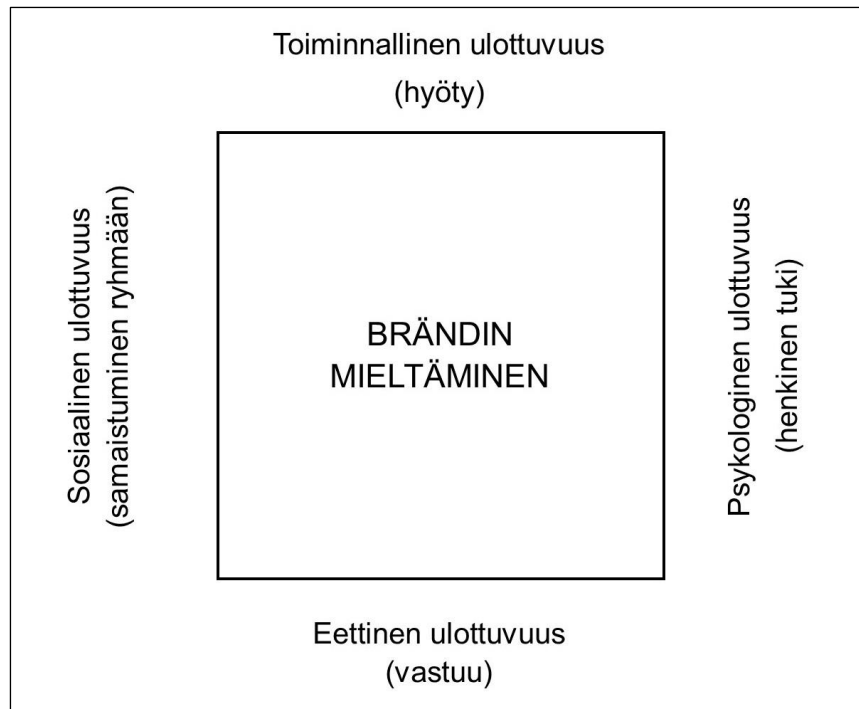 Toiminnallinen ulottuvuus
(hyöty)
Sosiaalinen ulottuvuus
(samaistuminen ryhmään)
BRÄNDIN
MIELTÄMINEN
Psykologinen ulottuvuus
(henkinen tuki)
Eettinen ulottuvuus
(vastuu)